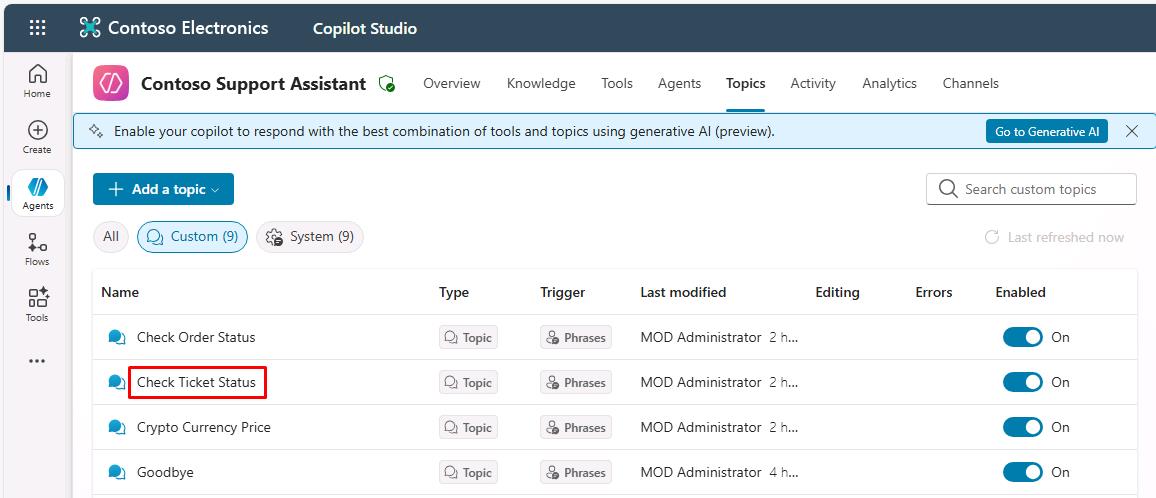 Contoso Electronics Copilot Studio
Home
Create
Agents
Flows
Tools
Contoso Support Assistant Overview Knowledge Tools Agents Topics Activity Analytics Channels
Enable your copilot to respond with the best combination of tools and topics using generative AI (preview). Go to Generative AI
Add a topic Search custom topics
All Custom (9) System (9) Last refreshed now
Name Type Trigger Last modified Editing Errors Enabled
Check Order Status Topic Phrases MOD Administrator 2 h... On
Check Ticket Status Topic Phrases MOD Administrator 2 h... On
Crypto Currency Price Topic Phrases MOD Administrator 2 h... On
Goodbye Topic Phrases MOD Administrator 4 h... On